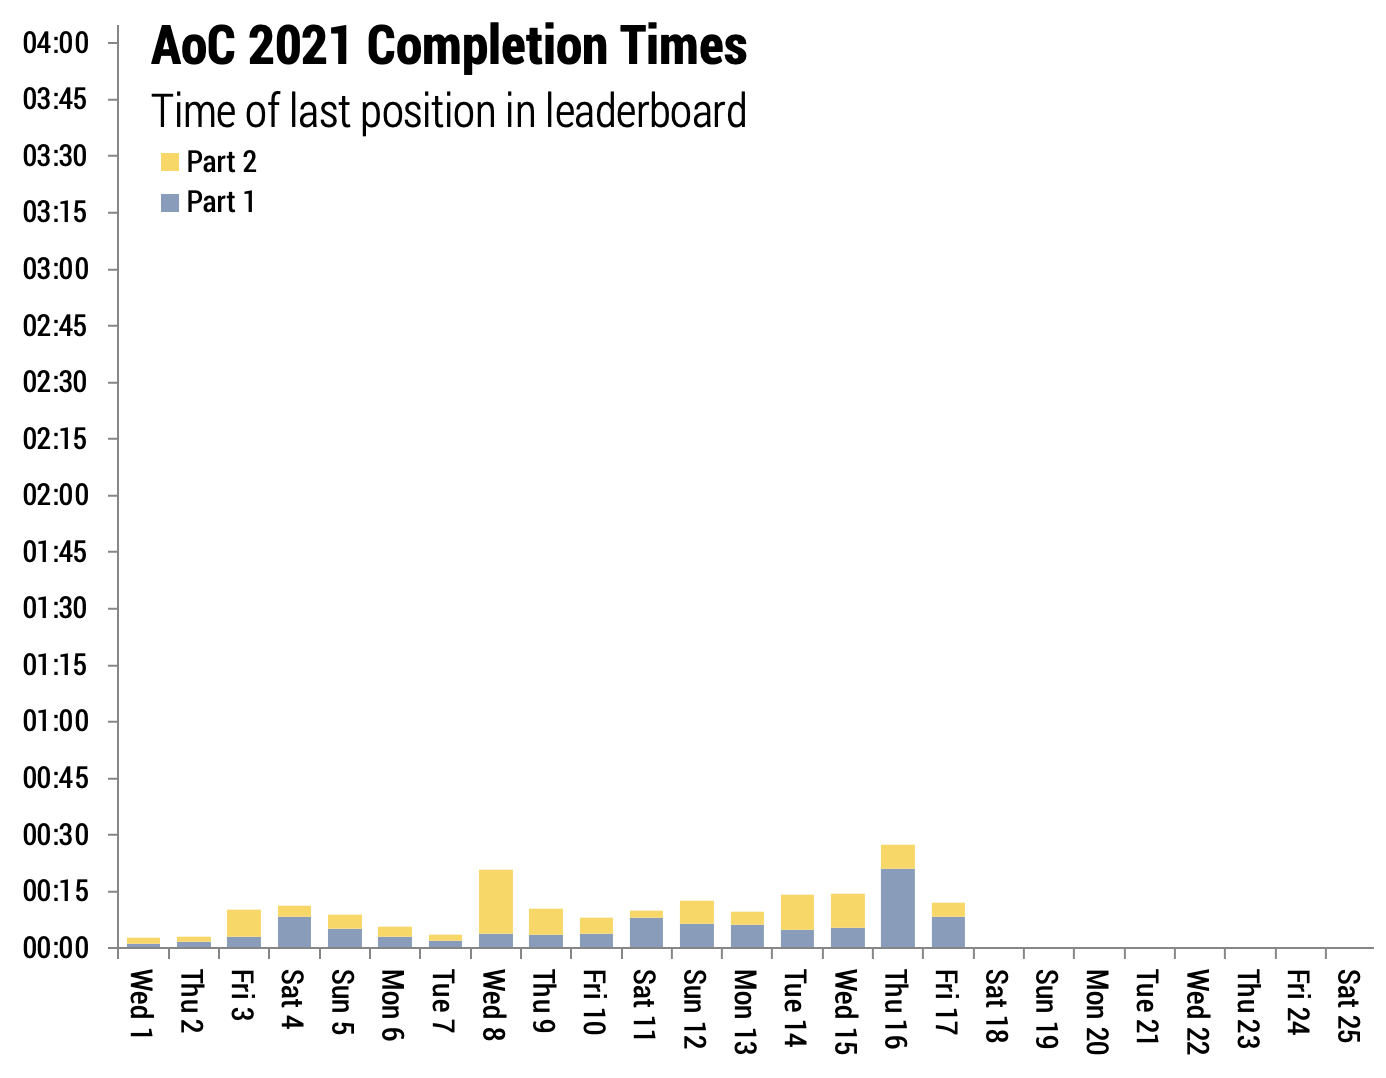 AoC 2021 Completion Times
Time of last position in leaderboard
Part 2
Part 1
04:00
03:45
03:30
03:15
03:00
02:45
02:30
02:15
02:00
01:45
01:30
01:15
01:00
00:45
00:30
00:15
00:00
Wed 1
Thu 2
Fri 3
Sat 4
Sun 5
Mon 6
Tue 7
Wed 8
Thu 9
Fri 10
Sat 11
Sun 12
Mon 13
Tue 14
Wed 15
Thu 16
Fri 17
Sat 18
Sun 19
Mon 20
Tue 21
Wed 22
Thu 23
Fri 24
Sat 25